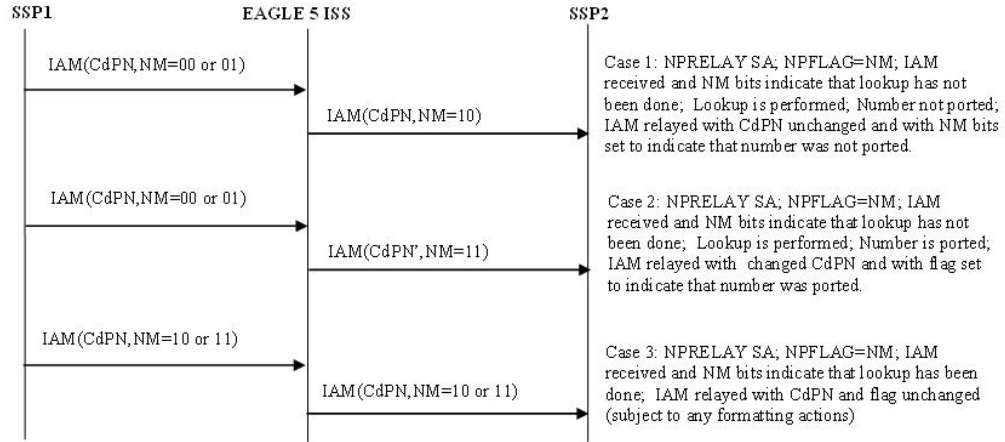 SSP1 EAGLE 5 ISS SSP2
IAM(CdPN,NM=00 or 01)
IAM(CdPN,NM=10)
Case 1: NPRELAY SA; NPFLAG=NM; IAM
received and NM bits indicate that lookup has not
been done; Lookup is performed; Number not ported;
IAM relayed with CdPN unchanged and with NM bits
set to indicate that number was not ported.
IAM(CdPN,NM=00 or 01)
IAM(CdPN’,NM=11)
Case 2: NPRELAY SA; NPFLAG=NM; IAM
received and NM bits indicate that lookup has not
been done; Lookup is performed; Number is ported;
IAM relayed with changed CdPN and with flag set
to indicate that number was ported.
IAM(CdPN,NM=10 or 11)
IAM(CdPN,NM=10 or 11)
Case 3: NPRELAY SA; NPFLAG=NM; IAM
received and NM bits indicate that lookup has been
done; IAM relayed with CdPN and flag unchanged
(subject to any formatting actions)